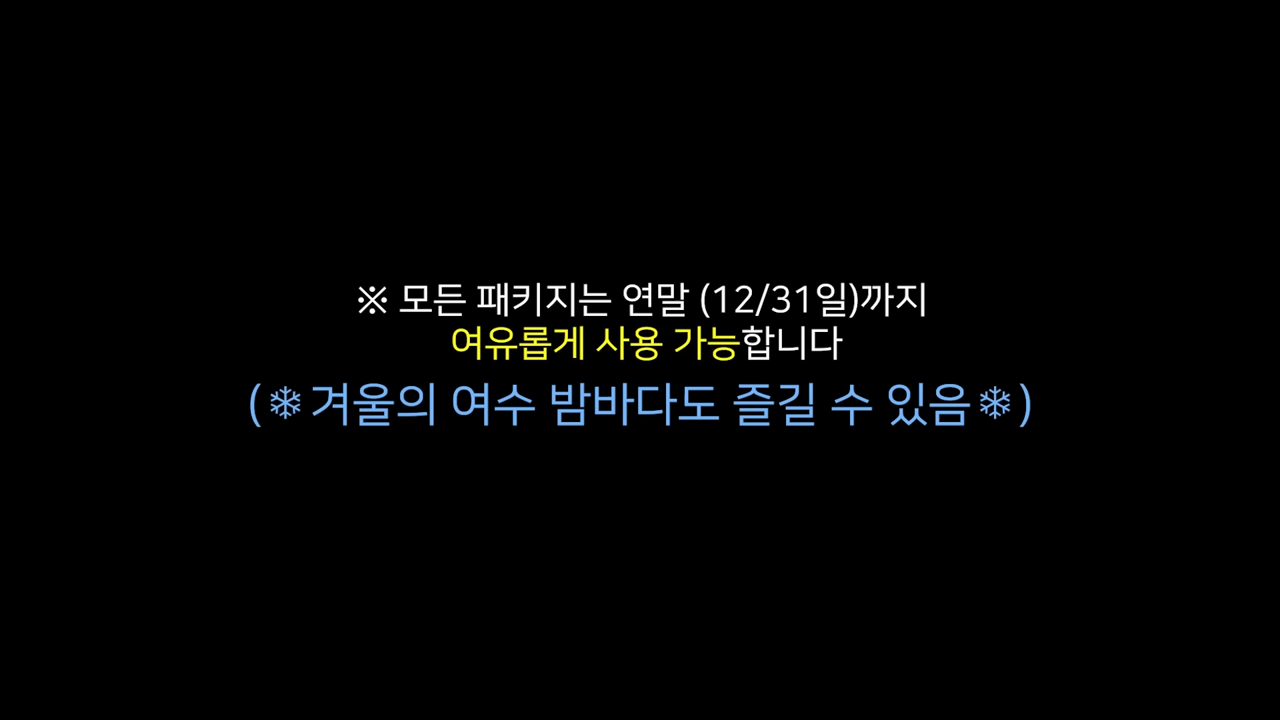 ※ 모든 패키지는 연말 (12/31일)까지
여유롭게 사용 가능합니다
(❄겨울의 여수 밤바다도 즐길 수 있음❄)